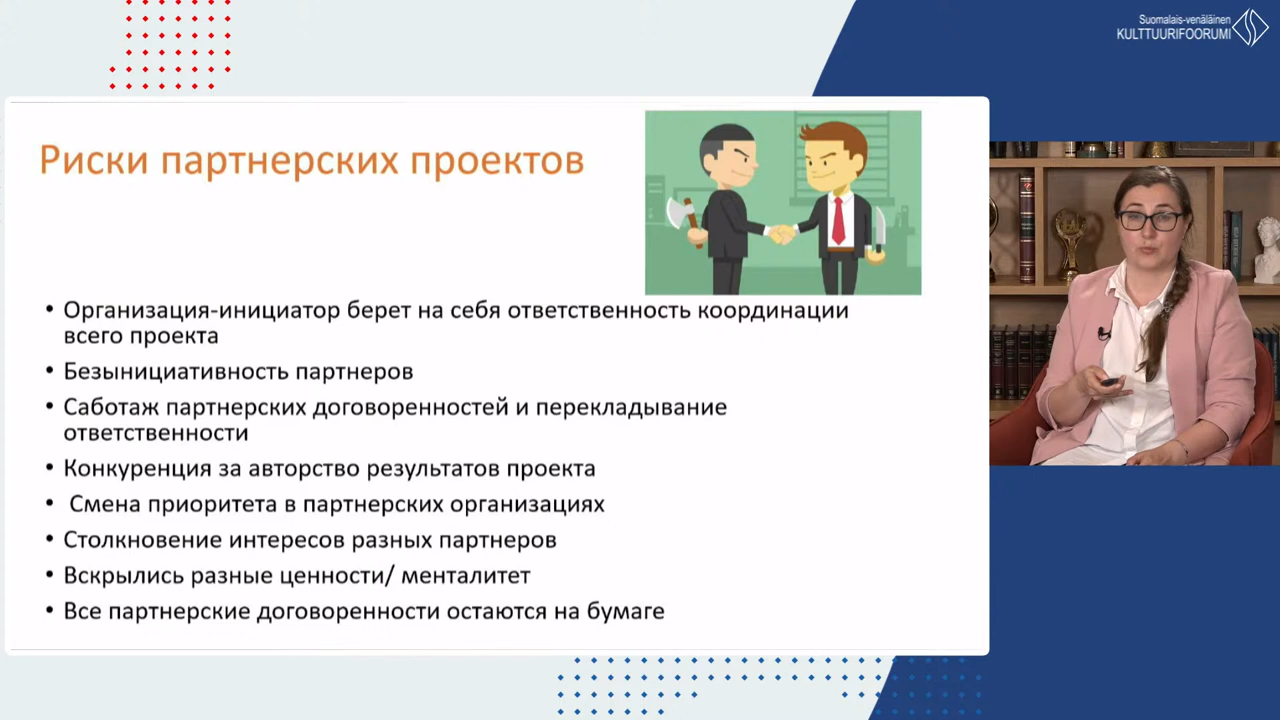 Suomalais-venäläinen
KULTTUURIFOORUMI
Риски партнерских проектов
• Организация-инициатор берет на себя ответственность координации
всего проекта
• Безынициативность партнеров
• Саботаж партнерских договоренностей и перекладывание
ответственности
• Конкуренция за авторство результатов проекта
• Смена приоритета в партнерских организациях
• Столкновение интересов разных партнеров
• Вскрылись разные ценности/ менталитет
• Все партнерские договоренности остаются на бумаге